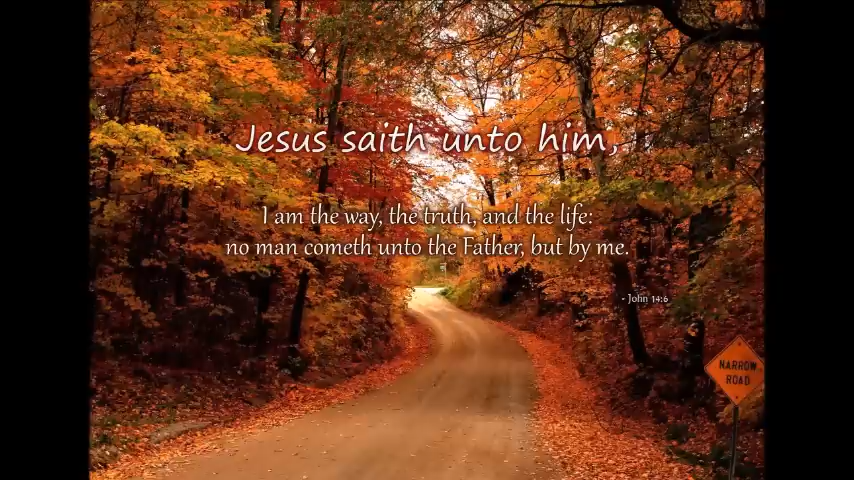 Jesus saith unto him,
I am the way, the truth, and the life:
no man cometh unto the Father, but by me.
- John 14:6
NARROW
ROAD